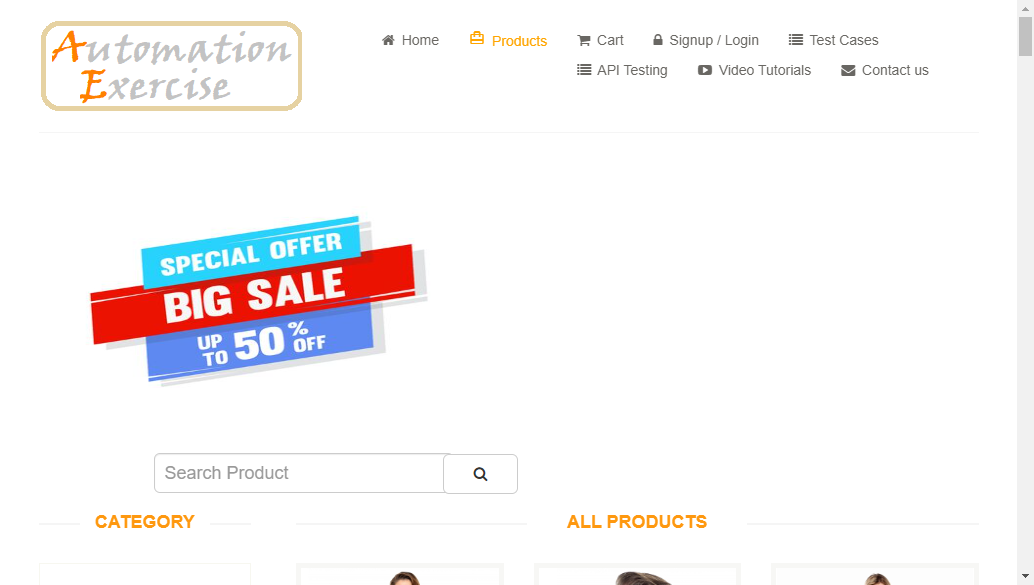 Automation
Exercise
Home
Products
Cart
Signup / Login
Test Cases
API Testing
Video Tutorials
Contact us
SPECIAL OFFER
BIG SALE
UP TO 50% OFF
Search Product
CATEGORY
ALL PRODUCTS